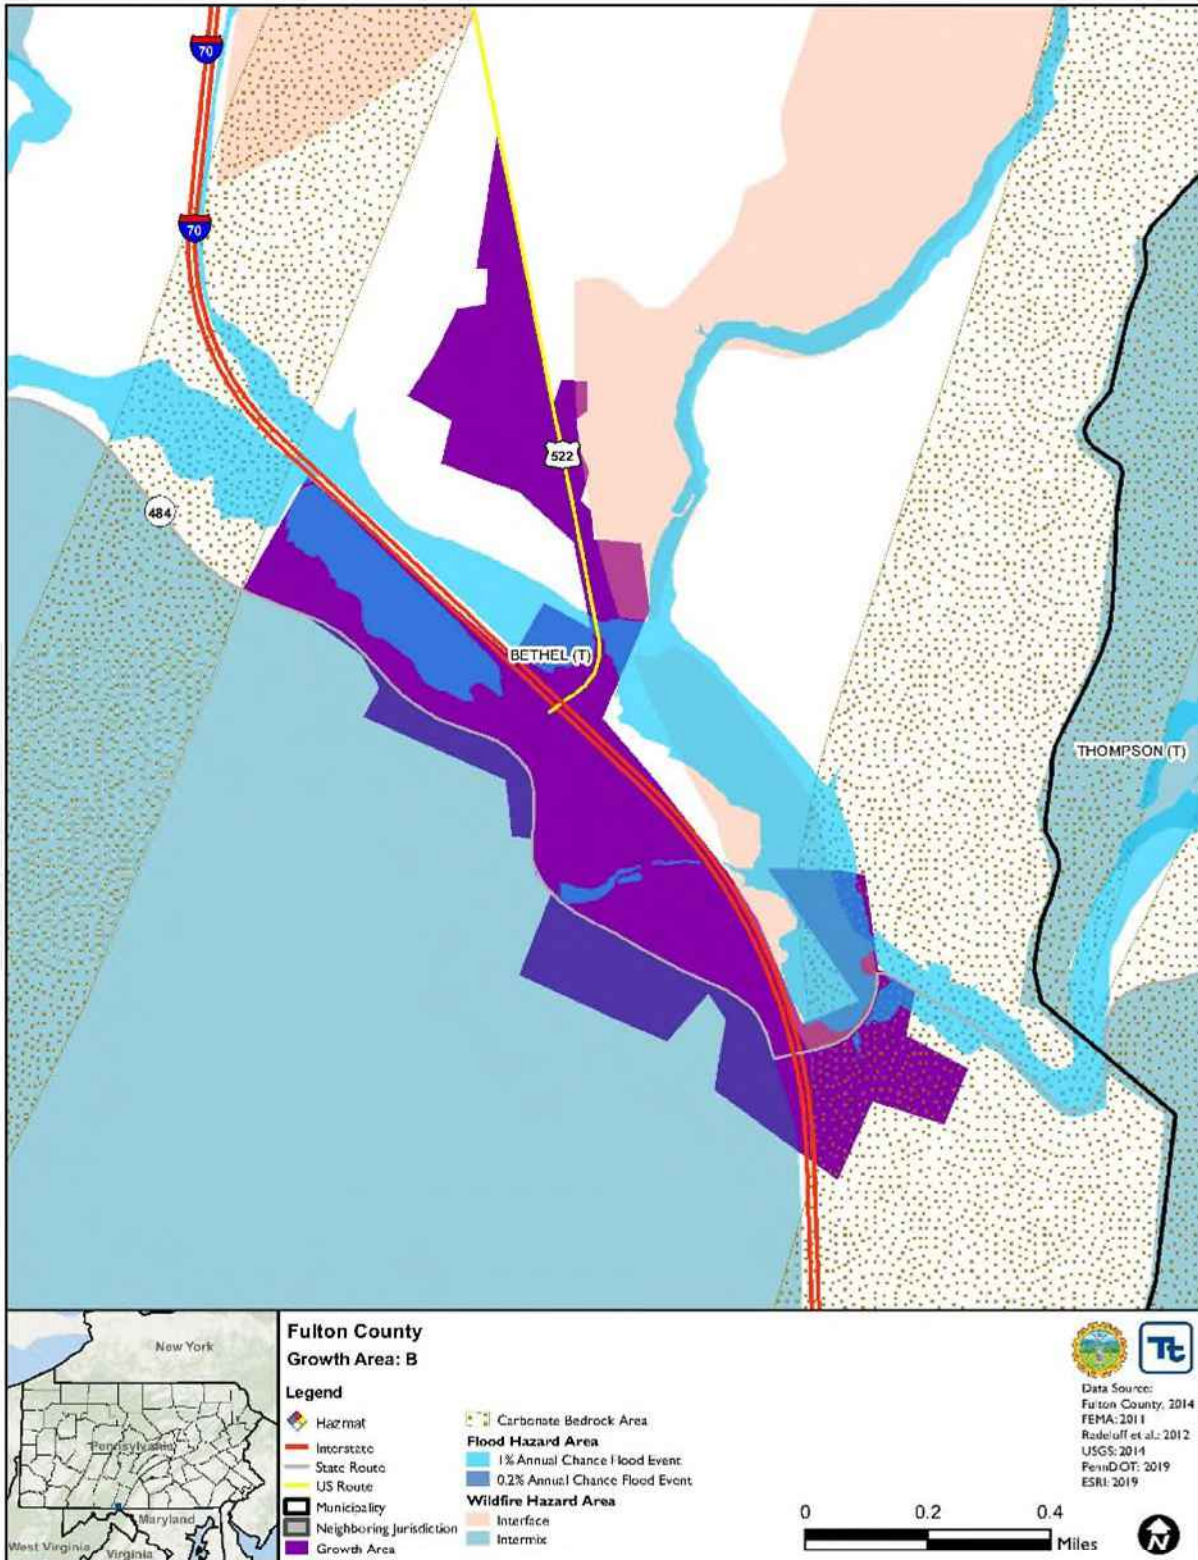 70
70
522
484
BETHEL (T)
THOMPSON (T)
New York
Pennsylvania
Maryland
West Virginia
Virginia
Fulton County
Growth Area: B
Legend
Hazmat
Interstate
State Route
US Route
Municipality
Neighboring Jurisdiction
Growth Area
Carbonate Bedrock Area
Flood Hazard Area
1% Annual Chance Flood Event
0.2% Annual Chance Flood Event
Wildfire Hazard Area
Interface
Intermix
Tt
Data Source:
Fulton County, 2014
FEMA: 2011
Radeloff et al.: 2012
USGS: 2014
PennDOT: 2019
ESRI: 2019
0 0.2 0.4
Miles
N